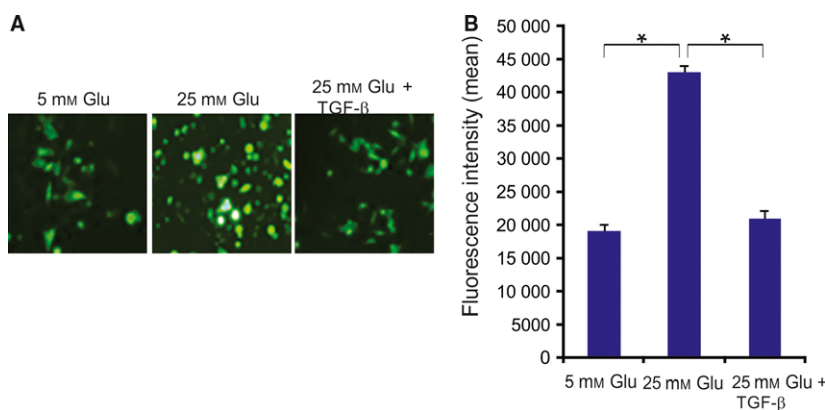 A
5 mM Glu
25 mM Glu
25 mM Glu +
TGF-β
B
Fluorescence intensity (mean)
50 000
45 000
40 000
35 000
30 000
25 000
20 000
15 000
10 000
5000
0
* *
5 mM Glu
25 mM Glu
25 mM Glu +
TGF-β